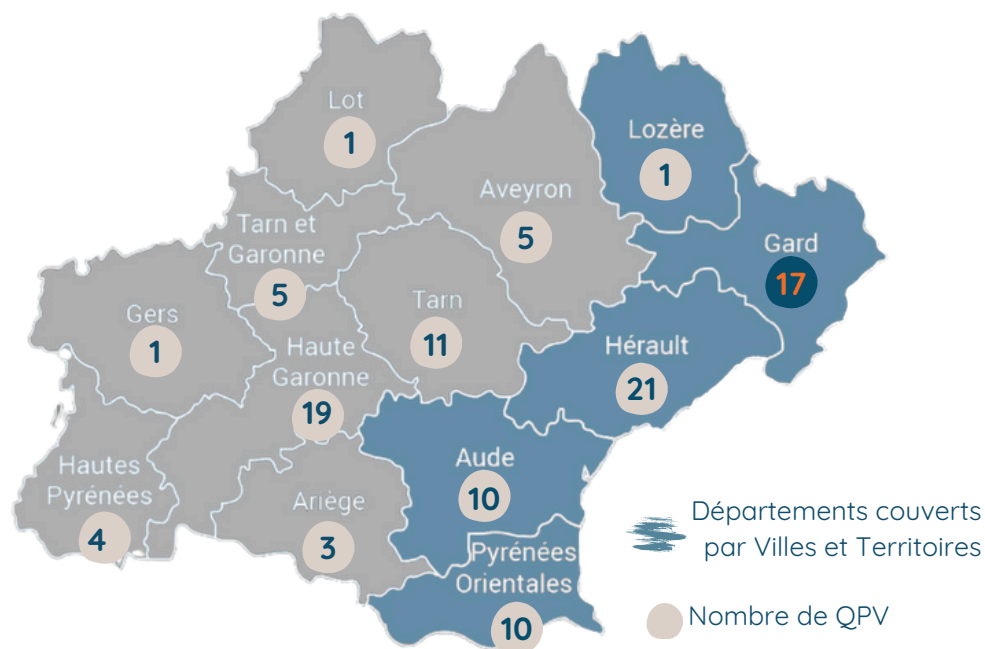 Lot
1
Lozère
1
Aveyron
5
Tarn et
Garonne
5
Gard
17
Gers
1
Tarn
11
Haute
Garonne
19
Hérault
21
Hautes
Pyrénées
4
Ariège
3
Aude
10
Pyrénées
Orientales
10
Départements couverts
par Villes et Territoires
Nombre de QPV